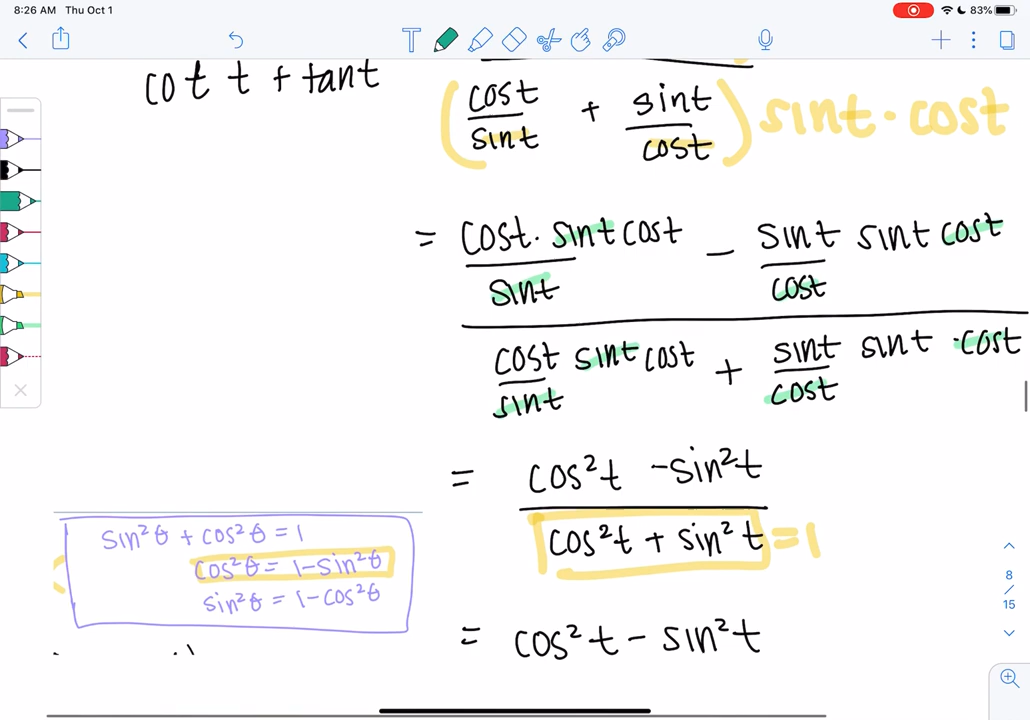 8:26 AM Thu Oct 1
83%
T
cot t + tant
(cost/sint + sint/cost) sint · cost
= (cost · sint cost/sint − sint/cost sint cost) / (cost/sint sint cost + sint/cost sint · cost)
= (cos²t − sin²t) / (cos²t + sin²t) = 1
= cos²t − sin²t
sin²θ + cos²θ = 1
cos²θ = 1 − sin²θ
sin²θ = 1 − cos²θ
8
/
15